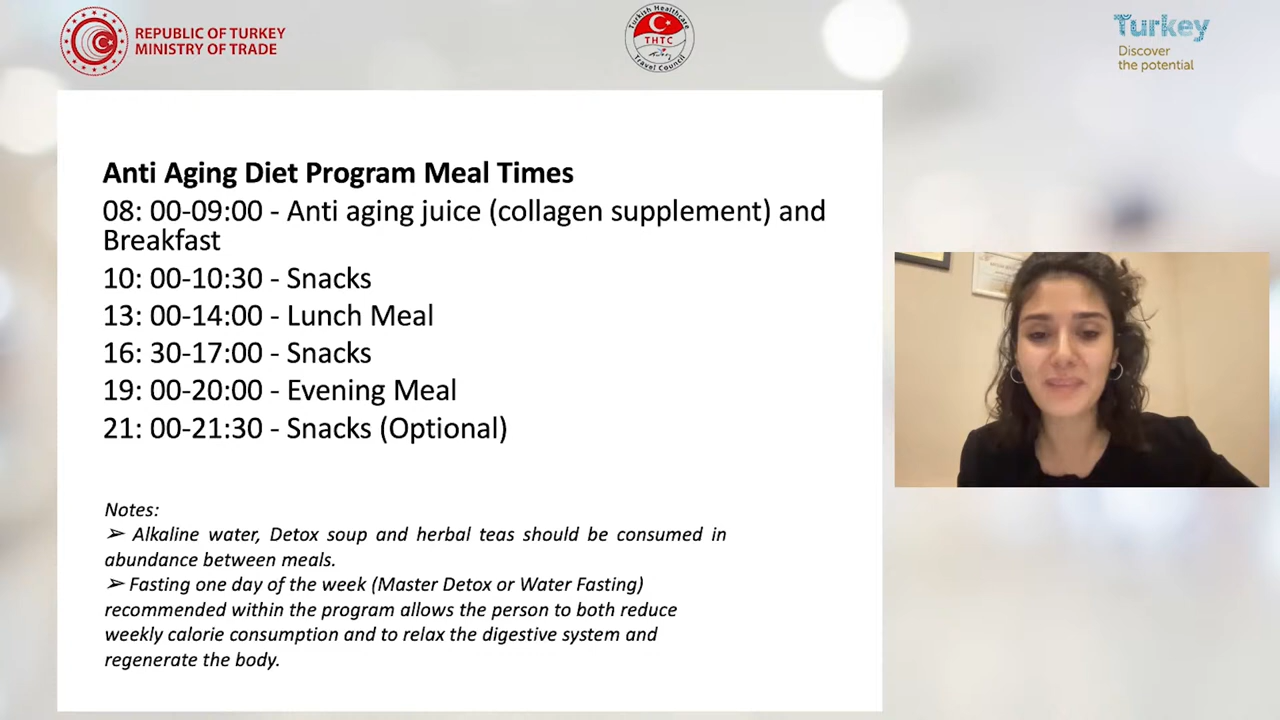 REPUBLIC OF TURKEY
MINISTRY OF TRADE
Turkish Healthcare
THTC
Travel Council
Turkey
Discover
the potential
Anti Aging Diet Program Meal Times
08: 00-09:00 - Anti aging juice (collagen supplement) and
Breakfast
10: 00-10:30 - Snacks
13: 00-14:00 - Lunch Meal
16: 30-17:00 - Snacks
19: 00-20:00 - Evening Meal
21: 00-21:30 - Snacks (Optional)
Notes:
➢ Alkaline water, Detox soup and herbal teas should be consumed in
abundance between meals.
➢ Fasting one day of the week (Master Detox or Water Fasting)
recommended within the program allows the person to both reduce
weekly calorie consumption and to relax the digestive system and
regenerate the body.